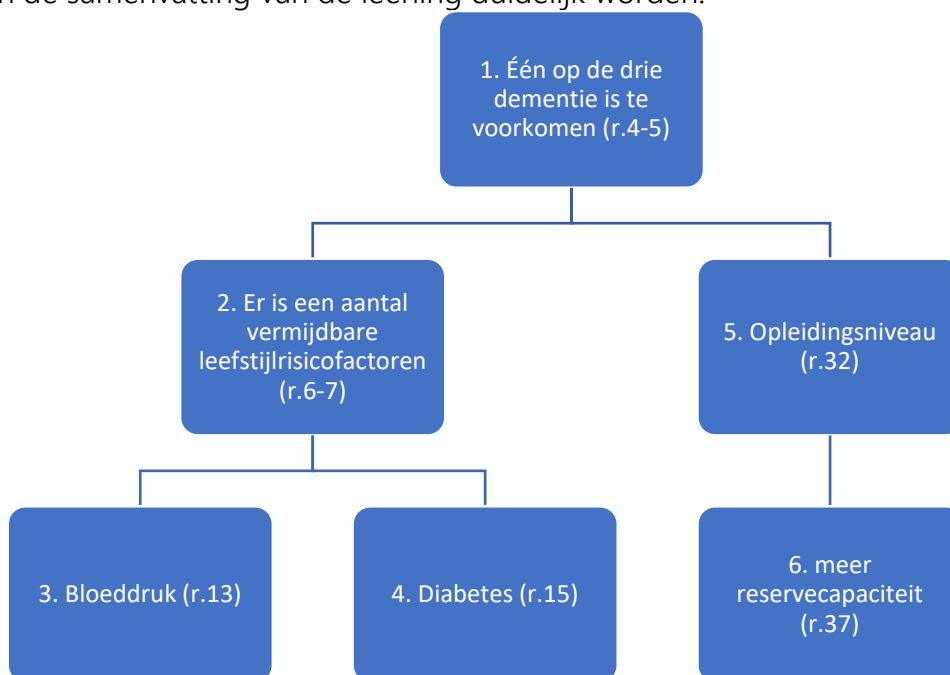 de samenvatting van de leerling duidelijk worden.
1. Één op de drie
dementie is te
voorkomen (r.4-5)
2. Er is een aantal
vermijdbare
leefstijlrisicofactoren
(r.6-7)
5. Opleidingsniveau
(r.32)
3. Bloeddruk (r.13)
4. Diabetes (r.15)
6. meer
reservecapaciteit
(r.37)